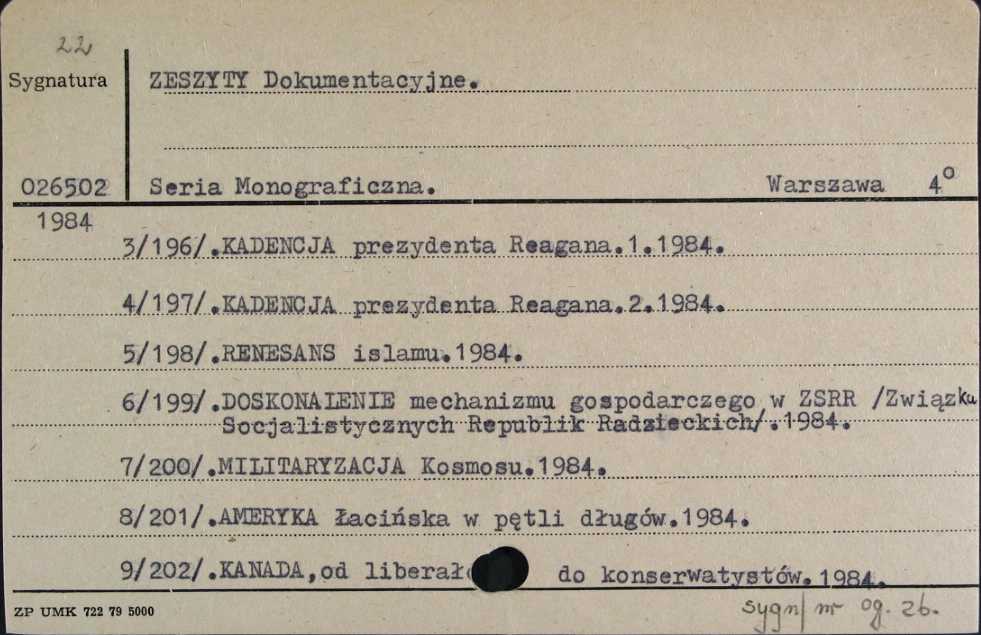 22
Sygnatura ZESZYTY Dokumentacyjne.
026502 Seria Monograficzna. Warszawa 4°
1984
3/196/.KADENCJA prezydenta Reagana.1.1984.
4/197/.KADENCJA prezydenta Reagana.2.1984.
5/198/.RENESANS islamu.1984.
6/199/.DOSKONALENIE mechanizmu gospodarczego w ZSRR /Związku
Socjalistycznych Republik Radzieckich/.1984.
7/200/.MILITARYZACJA Kosmosu.1984.
8/201/.AMERYKA Łacińska w pętli długów.1984.
9/202/.KANADA,od do konserwatystów.1984.
ZP UMK 722 79 5000
sygn/ nr og. 26.